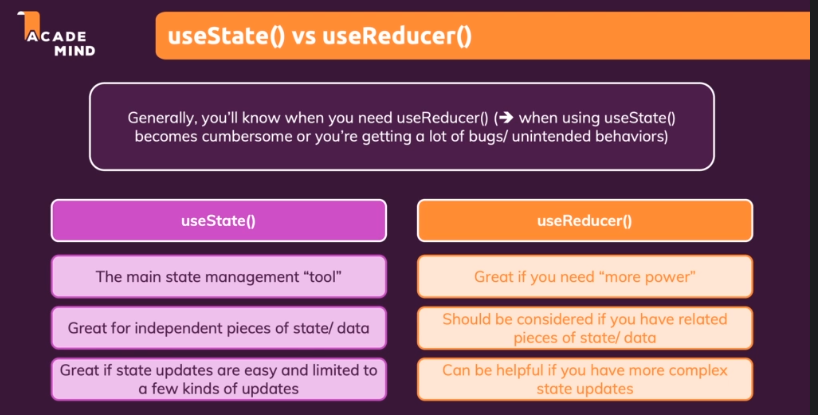 ACADE
MIND
useState() vs useReducer()
Generally, you'll know when you need useReducer() (➔ when using useState()
becomes cumbersome or you're getting a lot of bugs/ unintended behaviors)
useState()
useReducer()
The main state management “tool”
Great if you need “more power”
Great for independent pieces of state/ data
Should be considered if you have related
pieces of state/ data
Great if state updates are easy and limited to
a few kinds of updates
Can be helpful if you have more complex
state updates